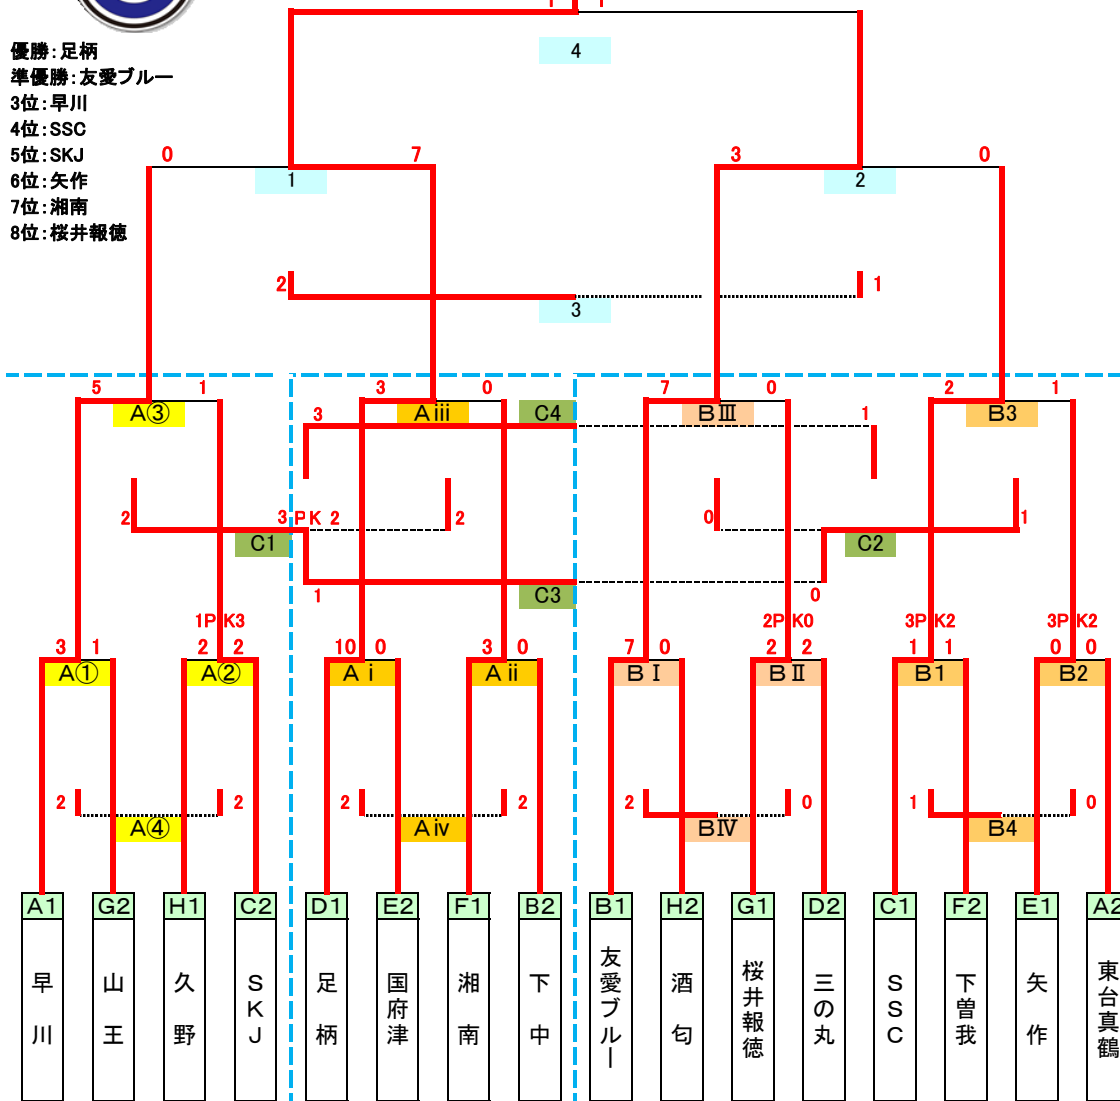 優勝：足柄
準優勝：友愛ブルー
3位：早川
4位：SSC
5位：SKJ
6位：矢作
7位：湘南
8位：桜井報徳
4
0 7 3 0
1 2
2 1
3
5 1 3 0 7 0 2 1
A③ Aⅲ C4 BⅢ B3
3 1
2 3 PK 2 2 0 1
C1 C2
1 C3 0
1PK3 2PK0 3PK2 3PK2
3 1 2 2 10 0 3 0 7 0 2 2 1 1 0 0
A① A② Aⅰ Aⅱ BⅠ BⅡ B1 B2
2 2 2 2 2 0 1 0
A④ Aⅳ BⅣ B4
A1 G2 H1 C2 D1 E2 F1 B2 B1 H2 G1 D2 C1 F2 E1 A2
早川
山王
久野
SKJ
足柄
国府津
湘南
下中
友愛ブルー
酒匂
桜井報徳
三の丸
SSC
下曽我
矢作
東台真鶴